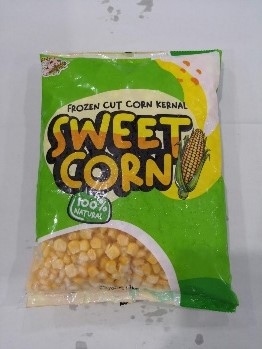 FROZEN CUT CORN KERNAL
SWEET
CORN
100%
NATURAL